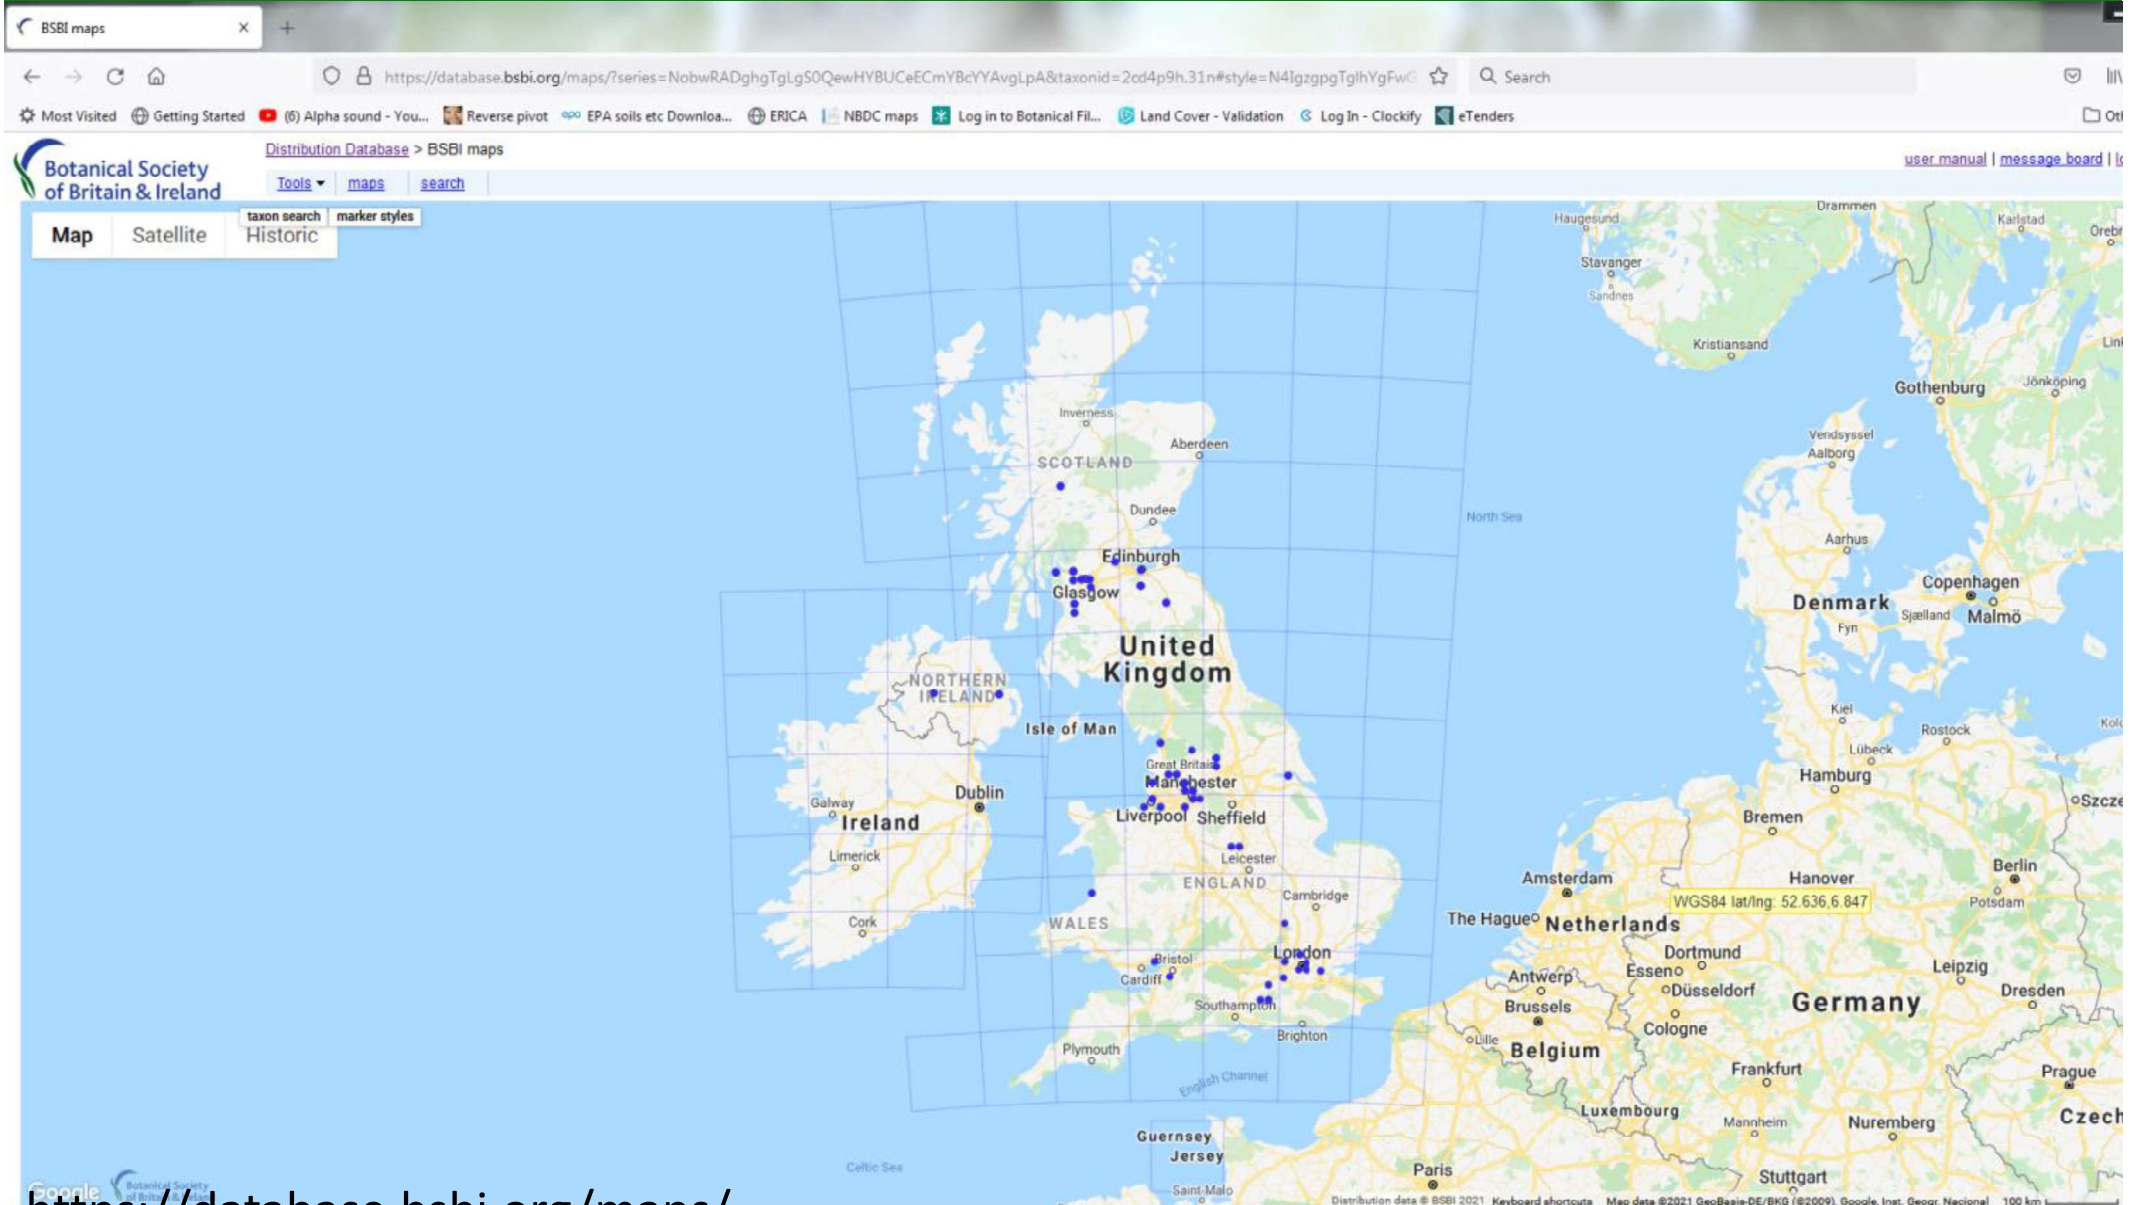 BSBI maps
https://database.bsbi.org/maps/?series=NobwRADghgTgLgS0QewHYBUCeECmYBcYYAvgLpA&taxonid=2cd4p9h.31n#style=N4IgzgpgTglhYgFwG
Search
Most Visited Getting Started (6) Alpha sound - You... Reverse pivot EPA soils etc Downloa... ERICA NBDC maps Log in to Botanical Fil... Land Cover - Validation Log In - Clockify eTenders
Botanical Society
of Britain & Ireland
Distribution Database > BSBI maps
user manual | message board |
Tools maps search
taxon search marker styles
Map Satellite Historic
Haugesund
Drammen
Karlstad
Stavanger
Sandnes
Kristiansand
Gothenburg
Jönköping
Inverness
Aberdeen
SCOTLAND
Vendsyssel
Aalborg
Dundee
North Sea
Edinburgh
Aarhus
Glasgow
Copenhagen
Denmark
Sjælland
Malmö
Fyn
United
Kingdom
NORTHERN
IRELAND
Isle of Man
Kiel
Rostock
Lübeck
Great Britain
Manchester
Hamburg
Dublin
Galway
Ireland
Liverpool
Sheffield
Bremen
Limerick
Leicester
ENGLAND
Cambridge
Amsterdam
Hanover
Berlin
WGS84 lat/lng: 52.636,6.847
Potsdam
Cork
WALES
The Hague
Netherlands
London
Bristol
Cardiff
Dortmund
Essen
Leipzig
Antwerp
Düsseldorf
Dresden
Southampton
Brussels
Germany
Brighton
Cologne
Lille
Belgium
Plymouth
Frankfurt
Prague
English Channel
Luxembourg
Mannheim
Nuremberg
Czech
Guernsey
Jersey
Celtic Sea
Paris
Stuttgart
Saint-Malo
Google
Botanical Society
Distribution data © BSBI 2021 Keyboard shortcuts Map data ©2021 GeoBasis-DE/BKG (©2009), Google, Inst. Geogr. Nacional 100 km
https://database.bsbi.org/maps/